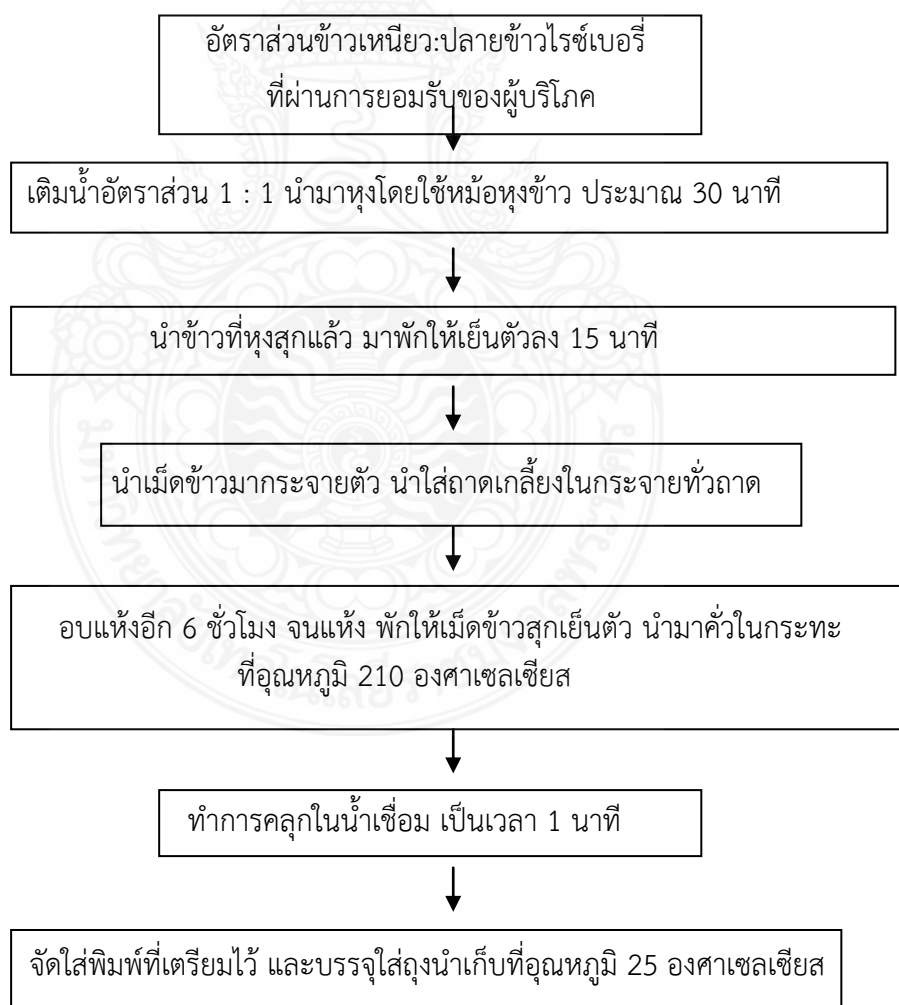 อัตราส่วนข้าวเหนียว:ปลายข้าวไรซ์เบอรี่
ที่ผ่านการยอมรับของผู้บริโภค
เติมน้ำอัตราส่วน 1 : 1 นำมาหุงโดยใช้หม้อหุงข้าว ประมาณ 30 นาที
นำข้าวที่หุงสุกแล้ว มาพักให้เย็นตัวลง 15 นาที
นำเม็ดข้าวมากระจายตัว นำใส่ถาดเกลี้ยงในกระจายทั่วถาด
อบแห้งอีก 6 ชั่วโมง จนแห้ง พักให้เม็ดข้าวสุกเย็นตัว นำมาคั่วในกระทะ
ที่อุณหภูมิ 210 องศาเซลเซียส
ทำการคลุกในน้ำเชื่อม เป็นเวลา 1 นาที
จัดใส่พิมพ์ที่เตรียมไว้ และบรรจุใส่ถุงนำเก็บที่อุณหภูมิ 25 องศาเซลเซียส